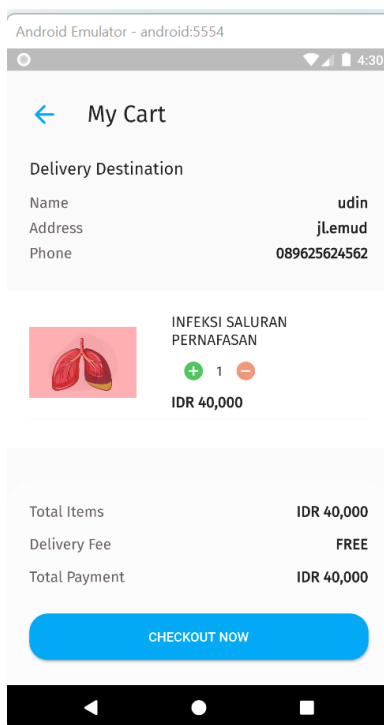 Android Emulator - android:5554
4:30
My Cart
Delivery Destination
Name udin
Address jl.emud
Phone 089625624562
INFEKSI SALURAN
PERNAFASAN
1
IDR 40,000
Total Items IDR 40,000
Delivery Fee FREE
Total Payment IDR 40,000
CHECKOUT NOW